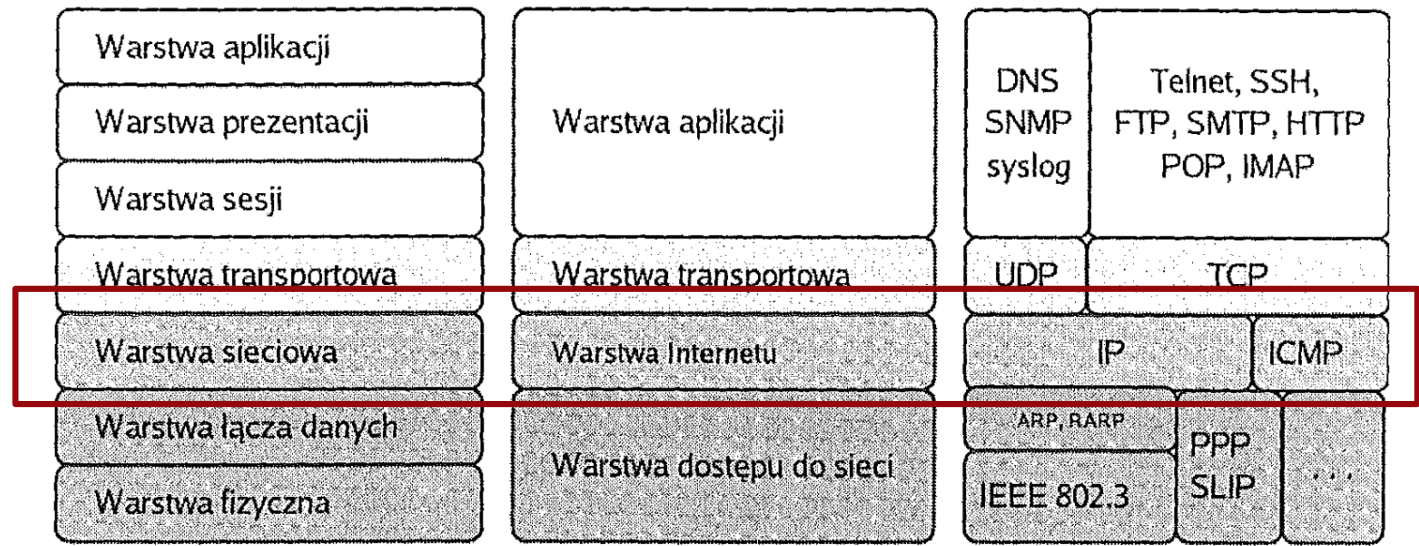 Warstwa aplikacji
Warstwa prezentacji
Warstwa sesji
Warstwa transportowa
Warstwa sieciowa
Warstwa łącza danych
Warstwa fizyczna
Warstwa aplikacji
Warstwa transportowa
Warstwa Internetu
Warstwa dostępu do sieci
DNS
SNMP
syslog
Telnet, SSH,
FTP, SMTP, HTTP
POP, IMAP
UDP
TCP
IP
ICMP
ARP, RARP
IEEE 802.3
PPP
SLIP
...